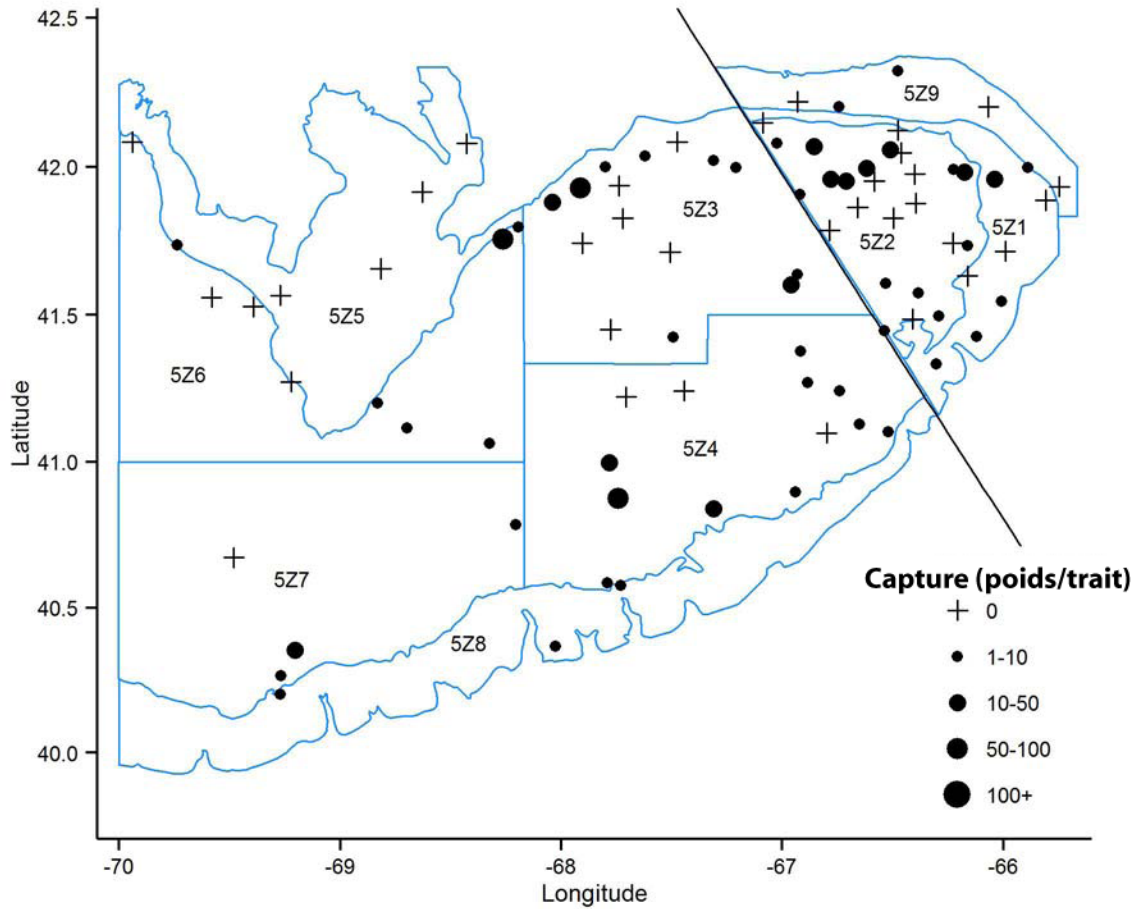 42.5
42.0
41.5
41.0
40.5
40.0
Latitude
5Z9
5Z3
5Z1
5Z2
5Z5
5Z6
5Z4
5Z7
5Z8
Capture (poids/trait)
0
1-10
10-50
50-100
100+
-70 -69 -68 -67 -66
Longitude